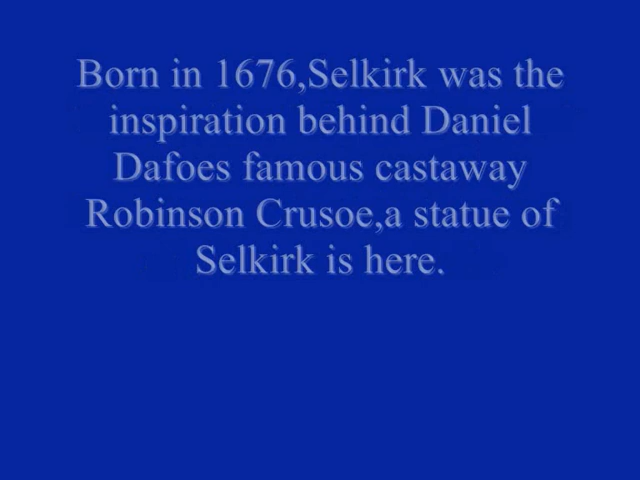 Born in 1676,Selkirk was the
inspiration behind Daniel
Dafoes famous castaway
Robinson Crusoe,a statue of
Selkirk is here.